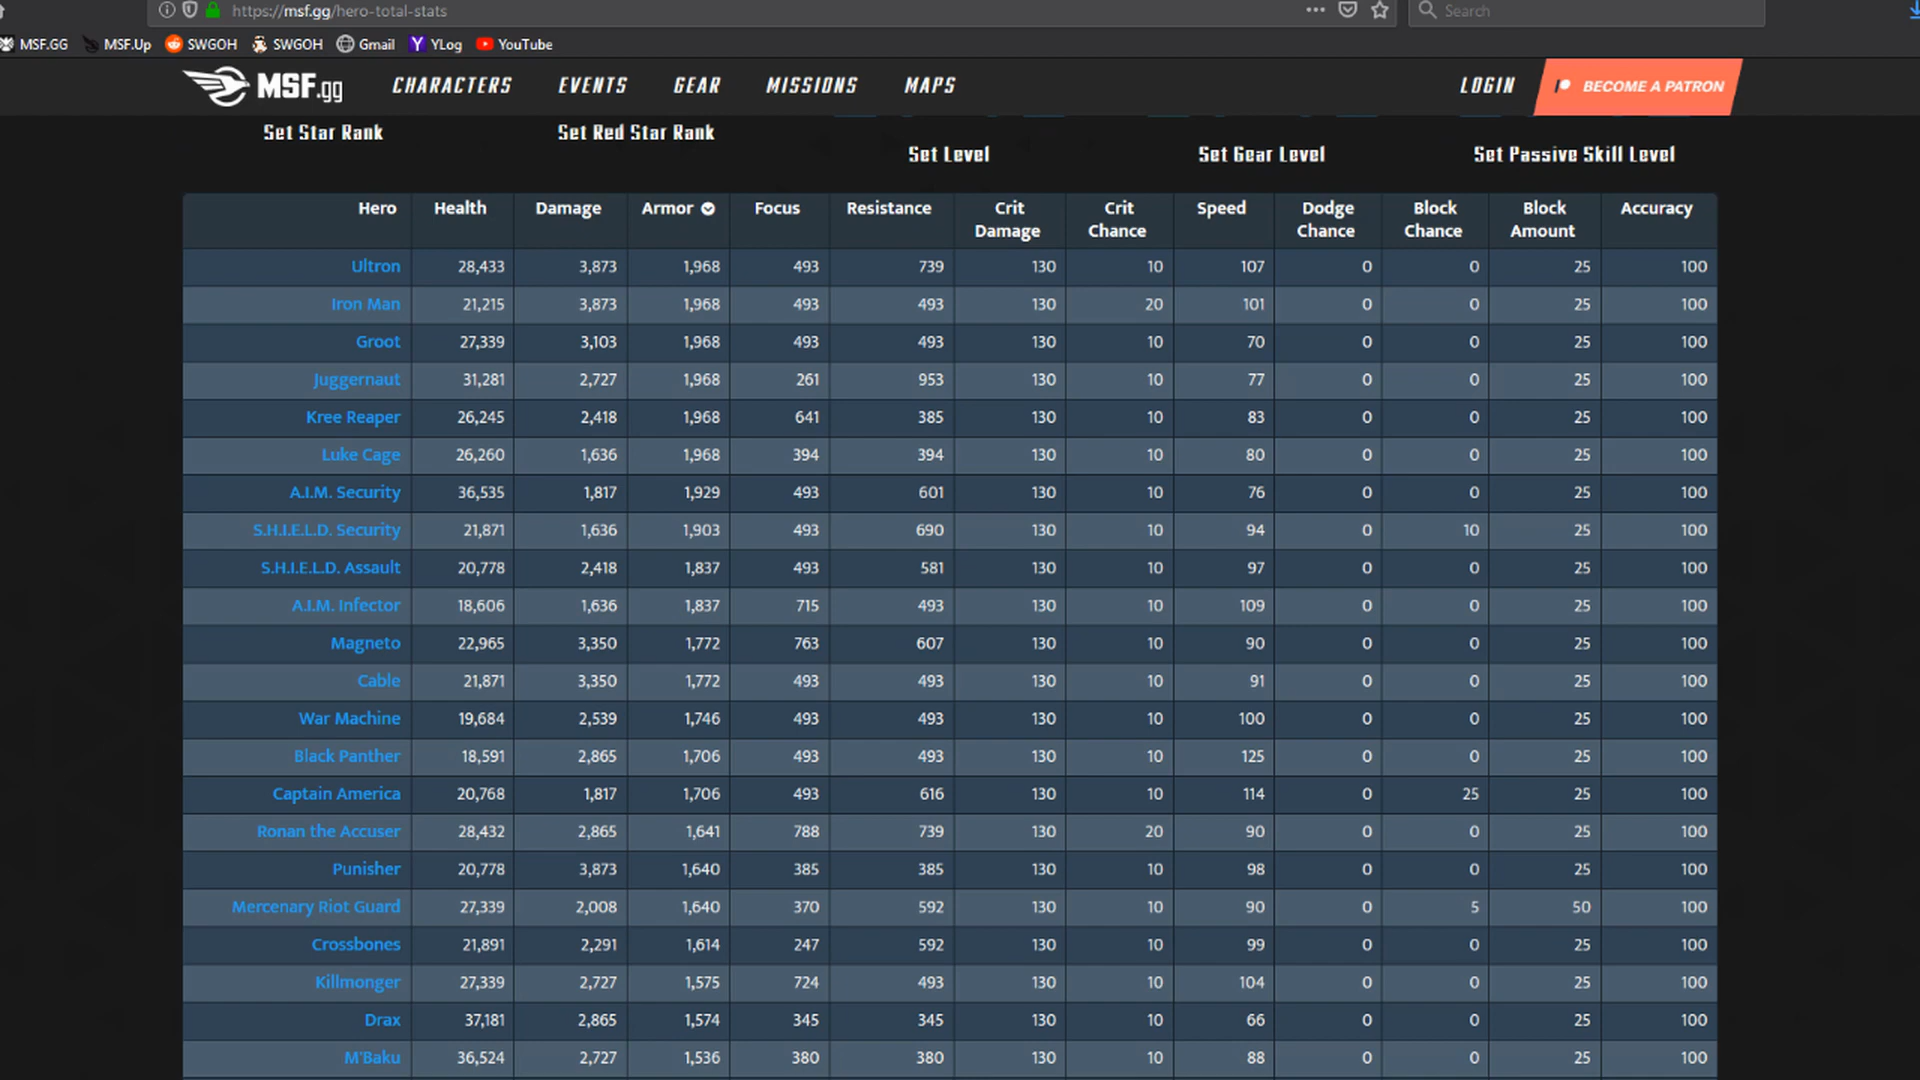 https://msf.gg/hero-total-stats ··· Search
MSF.GG MSF.Up SWGOH SWGOH Gmail YLog YouTube
MSF.gg CHARACTERS EVENTS GEAR MISSIONS MAPS LOGIN BECOME A PATRON
Set Star Rank Set Red Star Rank Set Level Set Gear Level Set Passive Skill Level
Hero Health Damage Armor Focus Resistance Crit Damage Crit Chance Speed Dodge Chance Block Chance Block Amount Accuracy
Ultron 28,433 3,873 1,968 493 739 130 10 107 0 0 25 100
Iron Man 21,215 3,873 1,968 493 493 130 20 101 0 0 25 100
Groot 27,339 3,103 1,968 493 493 130 10 70 0 0 25 100
Juggernaut 31,281 2,727 1,968 261 953 130 10 77 0 0 25 100
Kree Reaper 26,245 2,418 1,968 641 385 130 10 83 0 0 25 100
Luke Cage 26,260 1,636 1,968 394 394 130 10 80 0 0 25 100
A.I.M. Security 36,535 1,817 1,929 493 601 130 10 76 0 0 25 100
S.H.I.E.L.D. Security 21,871 1,636 1,903 493 690 130 10 94 0 10 25 100
S.H.I.E.L.D. Assault 20,778 2,418 1,837 493 581 130 10 97 0 0 25 100
A.I.M. Infector 18,606 1,636 1,837 715 493 130 10 109 0 0 25 100
Magneto 22,965 3,350 1,772 763 607 130 10 90 0 0 25 100
Cable 21,871 3,350 1,772 493 493 130 10 91 0 0 25 100
War Machine 19,684 2,539 1,746 493 493 130 10 100 0 0 25 100
Black Panther 18,591 2,865 1,706 493 493 130 10 125 0 0 25 100
Captain America 20,768 1,817 1,706 493 616 130 10 114 0 25 25 100
Ronan the Accuser 28,432 2,865 1,641 788 739 130 20 90 0 0 25 100
Punisher 20,778 3,873 1,640 385 385 130 10 98 0 0 25 100
Mercenary Riot Guard 27,339 2,008 1,640 370 592 130 10 90 0 5 50 100
Crossbones 21,891 2,291 1,614 247 592 130 10 99 0 0 25 100
Killmonger 27,339 2,727 1,575 724 493 130 10 104 0 0 25 100
Drax 37,181 2,865 1,574 345 345 130 10 66 0 0 25 100
M'Baku 36,524 2,727 1,536 380 380 130 10 88 0 0 25 100